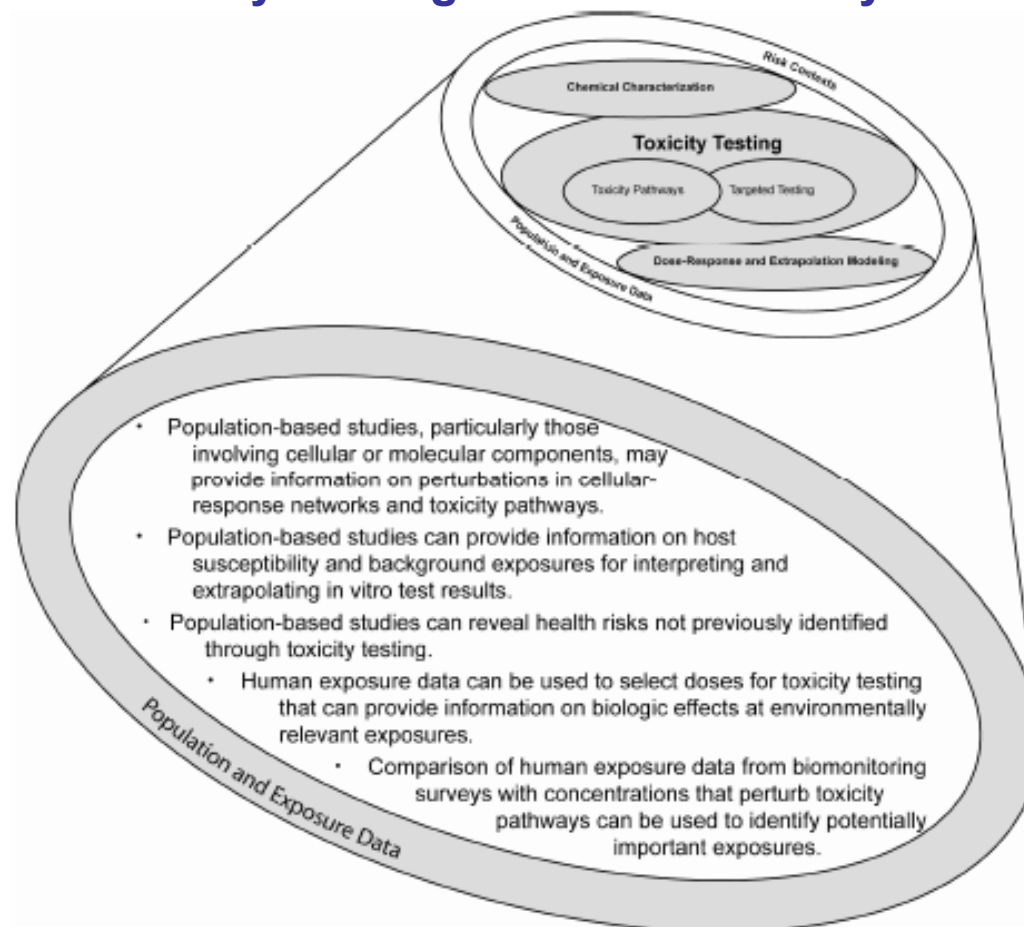 Risk Contexts
Chemical Characterization
Toxicity Testing
Toxicity Pathways
Targeted Testing
Dose-Response and Extrapolation Modeling
Population and Exposure Data
· Population-based studies, particularly those
involving cellular or molecular components, may
provide information on perturbations in cellular-
response networks and toxicity pathways.
· Population-based studies can provide information on host
susceptibility and background exposures for interpreting and
extrapolating in vitro test results.
· Population-based studies can reveal health risks not previously identified
through toxicity testing.
· Human exposure data can be used to select doses for toxicity testing
that can provide information on biologic effects at environmentally
relevant exposures.
· Comparison of human exposure data from biomonitoring
surveys with concentrations that perturb toxicity
pathways can be used to identify potentially
important exposures.
Population and Exposure Data